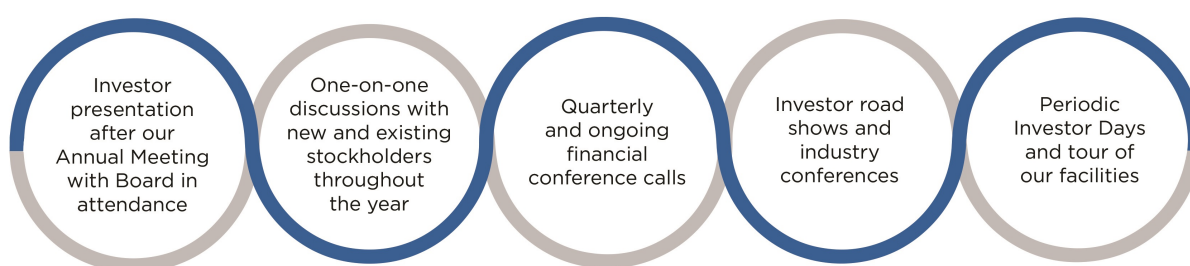 Investor
presentation
after our
Annual Meeting
with Board in
attendance
One-on-one
discussions with
new and existing
stockholders
throughout
the year
Quarterly
and ongoing
financial
conference calls
Investor road
shows and
industry
conferences
Periodic
Investor Days
and tour of
our facilities